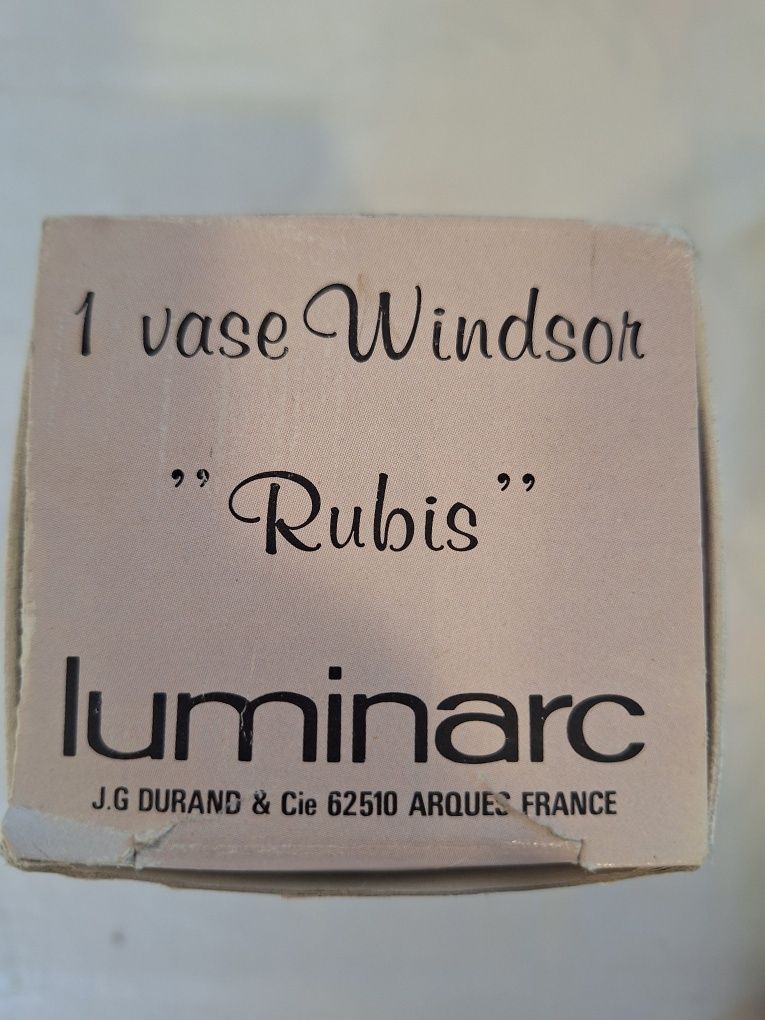 1 vase Windsor
”Rubis”
luminarc
J.G DURAND & Cie 62510 ARQUES FRANCE